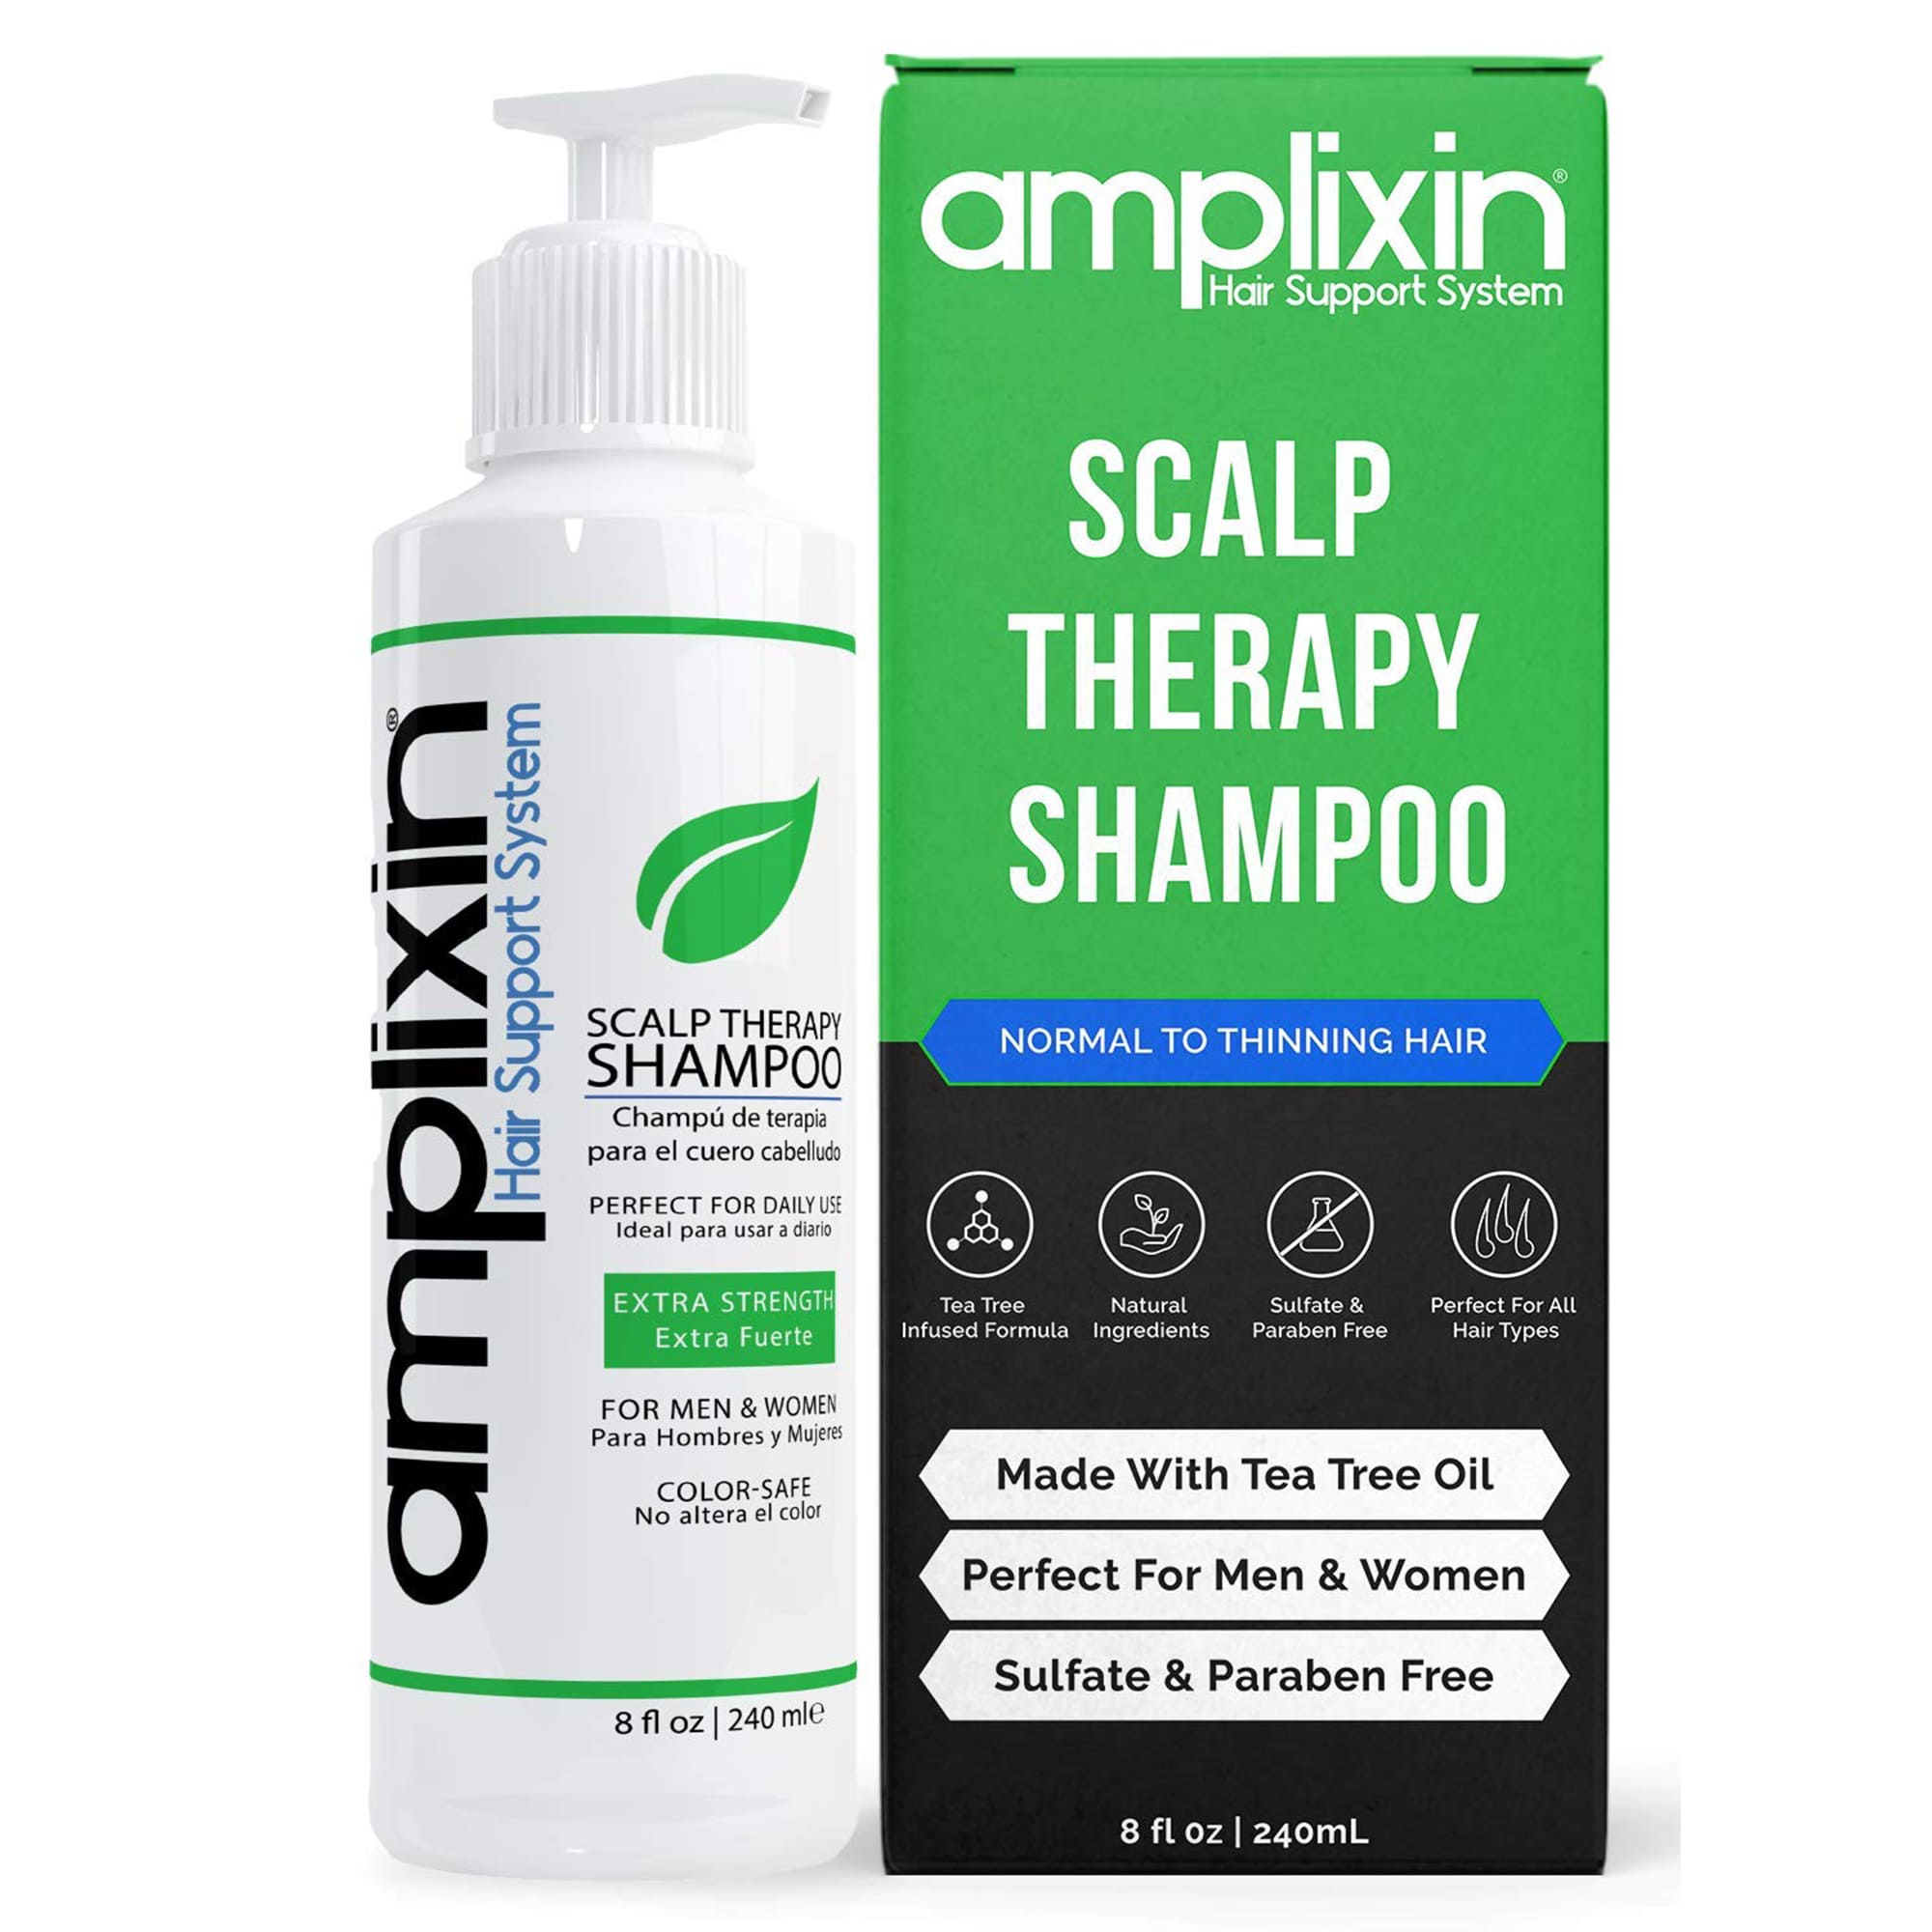 amplixin®
Hair Support System
SCALP THERAPY
SHAMPOO
Champú de terapia
para el cuero cabelludo
PERFECT FOR DAILY USE
Ideal para usar a diario
EXTRA STRENGTH
Extra Fuerte
FOR MEN & WOMEN
Para Hombres y Mujeres
COLOR-SAFE
No altera el color
8 fl oz | 240 mle
amplixin®
Hair Support System
SCALP
THERAPY
SHAMPOO
NORMAL TO THINNING HAIR
Tea Tree
Infused Formula
Natural
Ingredients
Sulfate &
Paraben Free
Perfect For All
Hair Types
Made With Tea Tree Oil
Perfect For Men & Women
Sulfate & Paraben Free
8 fl oz | 240mL